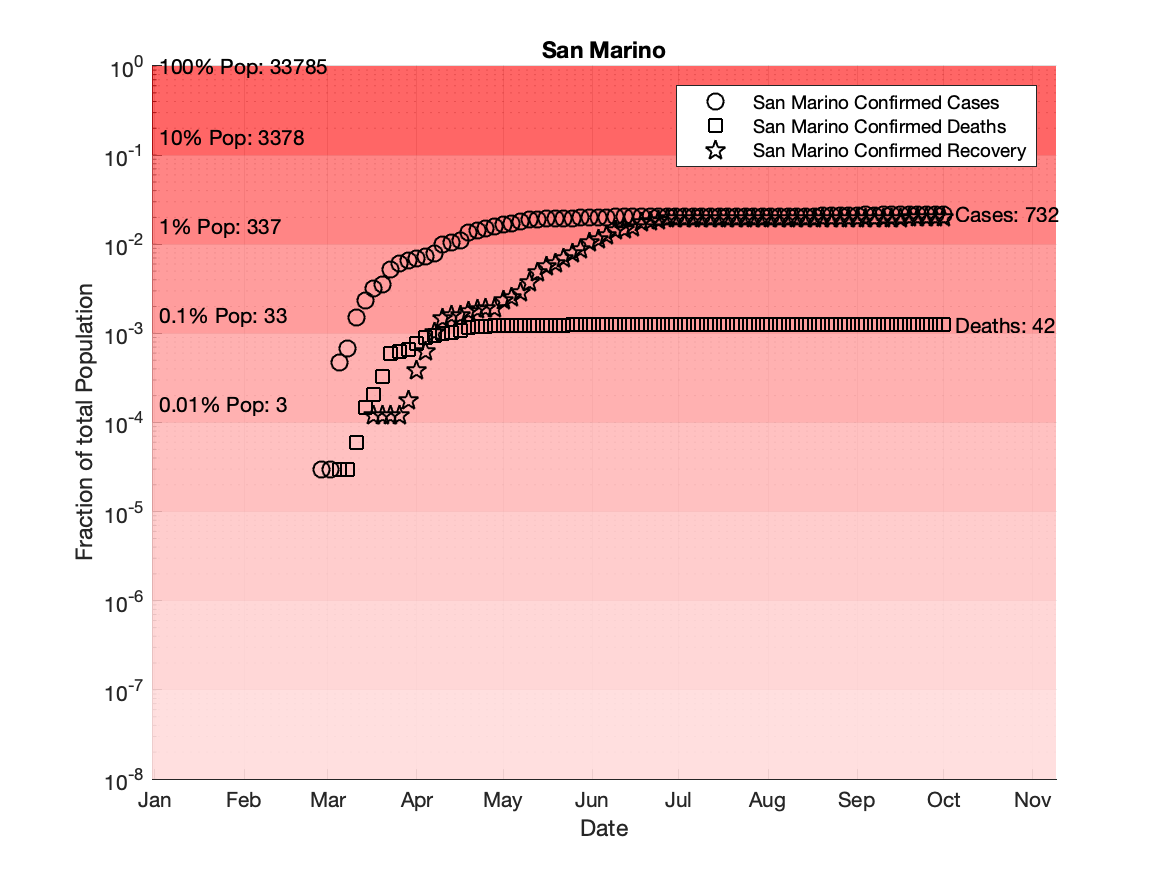 San Marino
10^0
10^-1
10^-2
10^-3
10^-4
10^-5
10^-6
10^-7
10^-8
Fraction of total Population
100% Pop: 33785
10% Pop: 3378
1% Pop: 337
0.1% Pop: 33
0.01% Pop: 3
San Marino Confirmed Cases
San Marino Confirmed Deaths
San Marino Confirmed Recovery
Cases: 732
Deaths: 42
Jan Feb Mar Apr May Jun Jul Aug Sep Oct Nov
Date